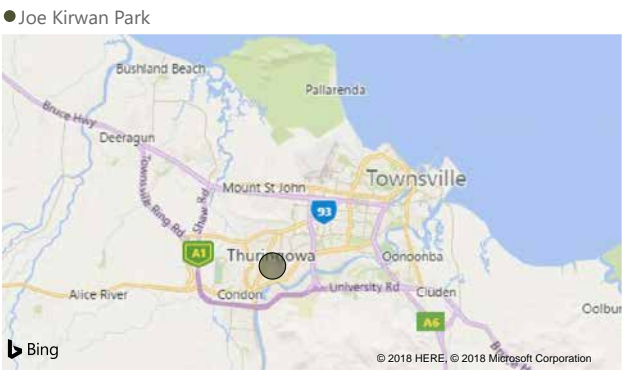 Joe Kirwan Park
Bushland Beach
Pallarenda
Bruce Hwy
Deeragun
Townsville Ring Rd
Shaw Rd
Mount St John
Townsville
93
A1
Thuringowa
Oonoonba
Alice River
Condon
University Rd
Cluden
A6
Bing
© 2018 HERE, © 2018 Microsoft Corporation